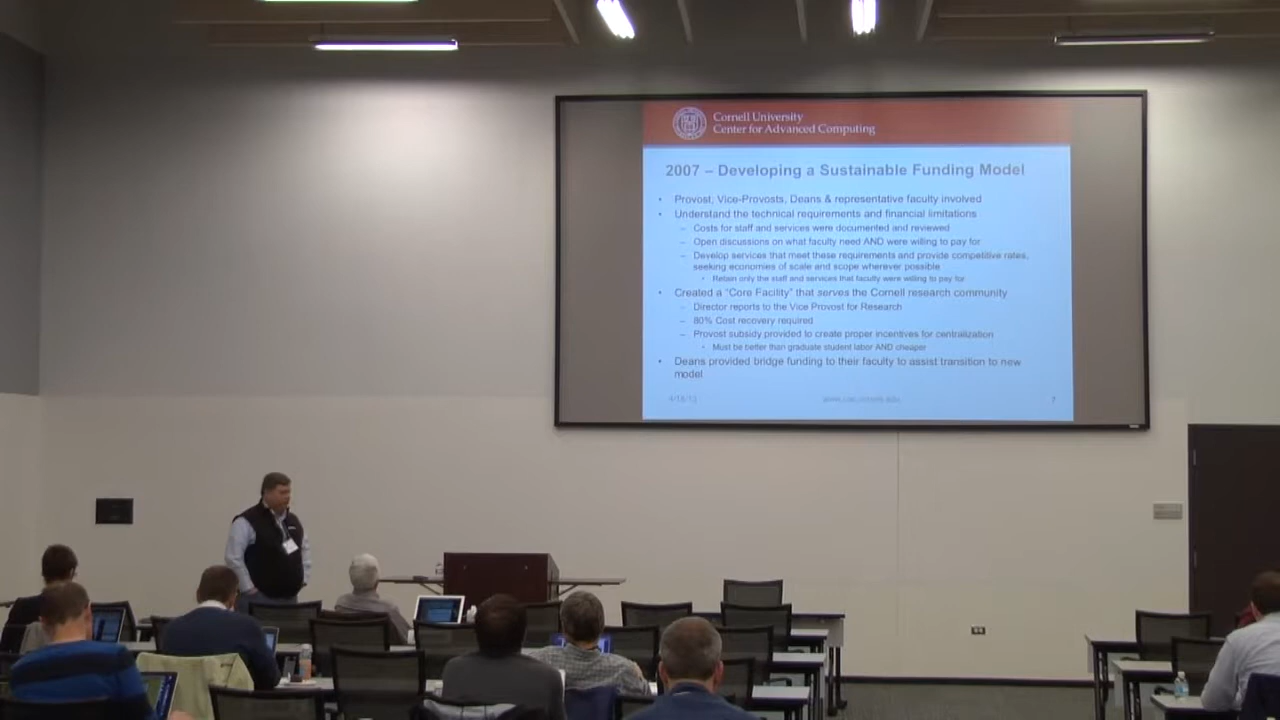 Cornell University
Center for Advanced Computing
2007 – Developing a Sustainable Funding Model
• Provost, Vice-Provosts, Deans & representative faculty involved
• Understand the technical requirements and financial limitations
– Costs for staff and services were documented and reviewed
– Open discussions on what faculty need AND were willing to pay for
– Develop services that meet these requirements and provide competitive rates,
seeking economies of scale and scope wherever possible
• Retain only the staff and services that faculty were willing to pay for
• Created a "Core Facility" that serves the Cornell research community
– Director reports to the Vice Provost for Research
– 80% Cost recovery required
– Provost subsidy provided to create proper incentives for centralization
• Must be better than graduate student labor AND cheaper
• Deans provided bridge funding to their faculty to assist transition to new
model
7